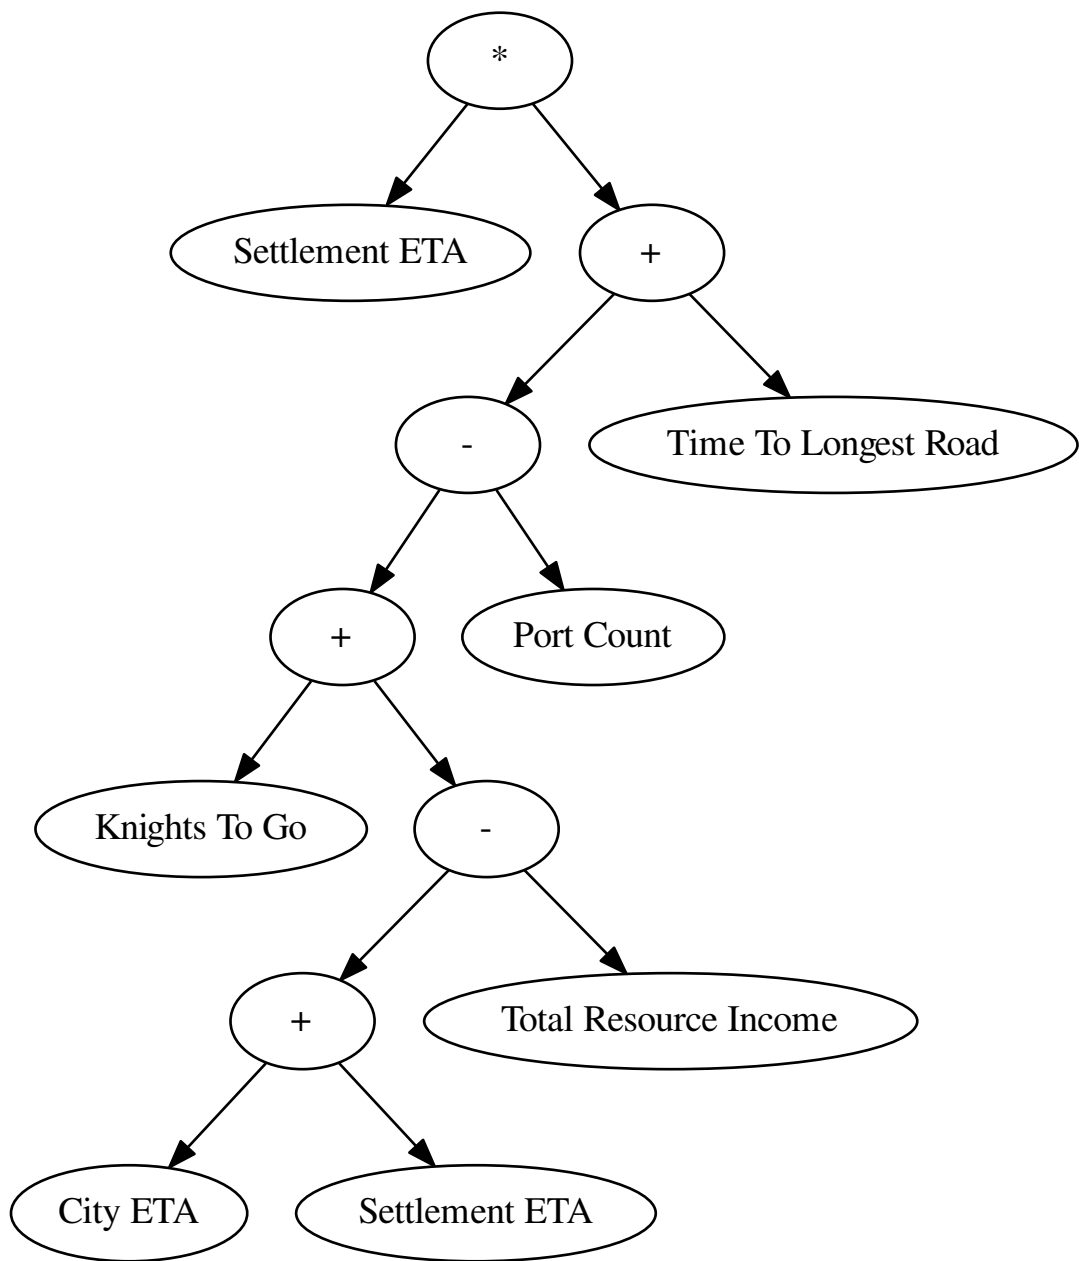 *
Settlement ETA
+
-
Time To Longest Road
+
Port Count
Knights To Go
-
+
Total Resource Income
City ETA
Settlement ETA